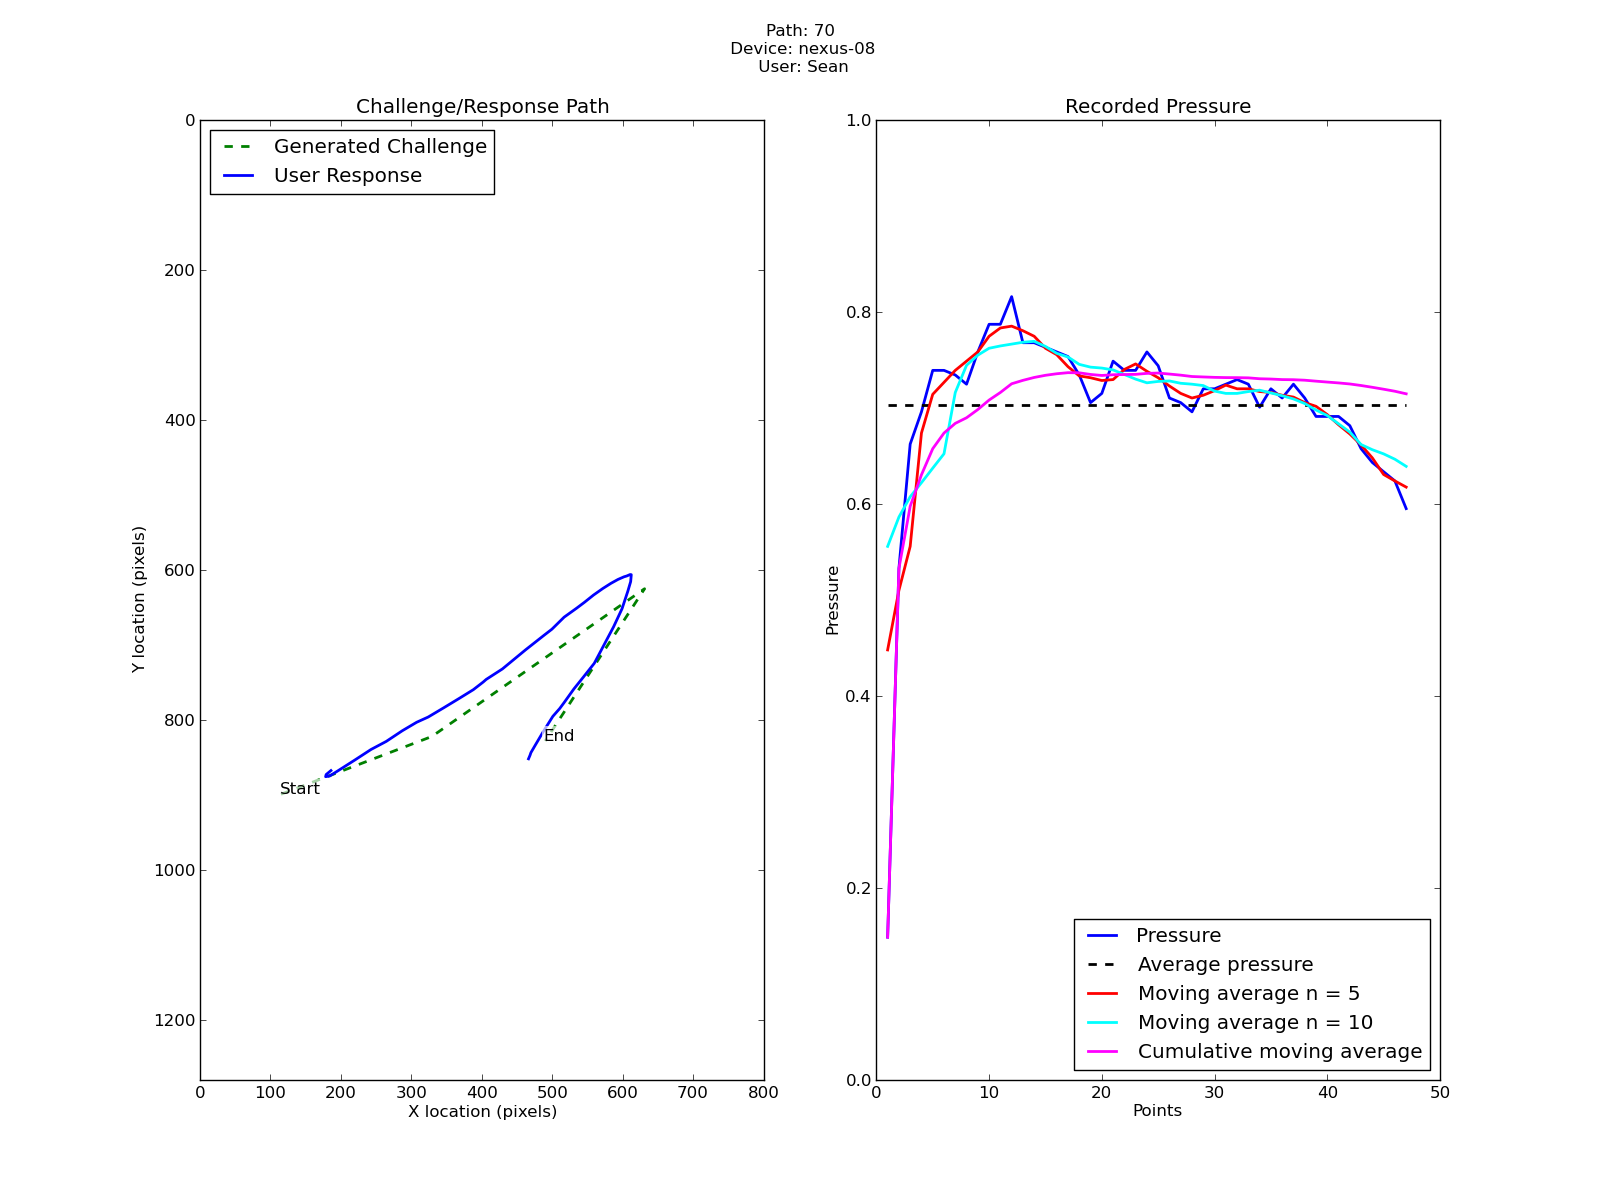 Path: 70
Device: nexus-08
User: Sean
Challenge/Response Path
Generated Challenge
User Response
0
200
400
600
800
1000
1200
Y location (pixels)
Start
End
0 100 200 300 400 500 600 700 800
X location (pixels)
Recorded Pressure
1.0
0.8
0.6
0.4
0.2
0.0
Pressure
Pressure
Average pressure
Moving average n = 5
Moving average n = 10
Cumulative moving average
0 10 20 30 40 50
Points